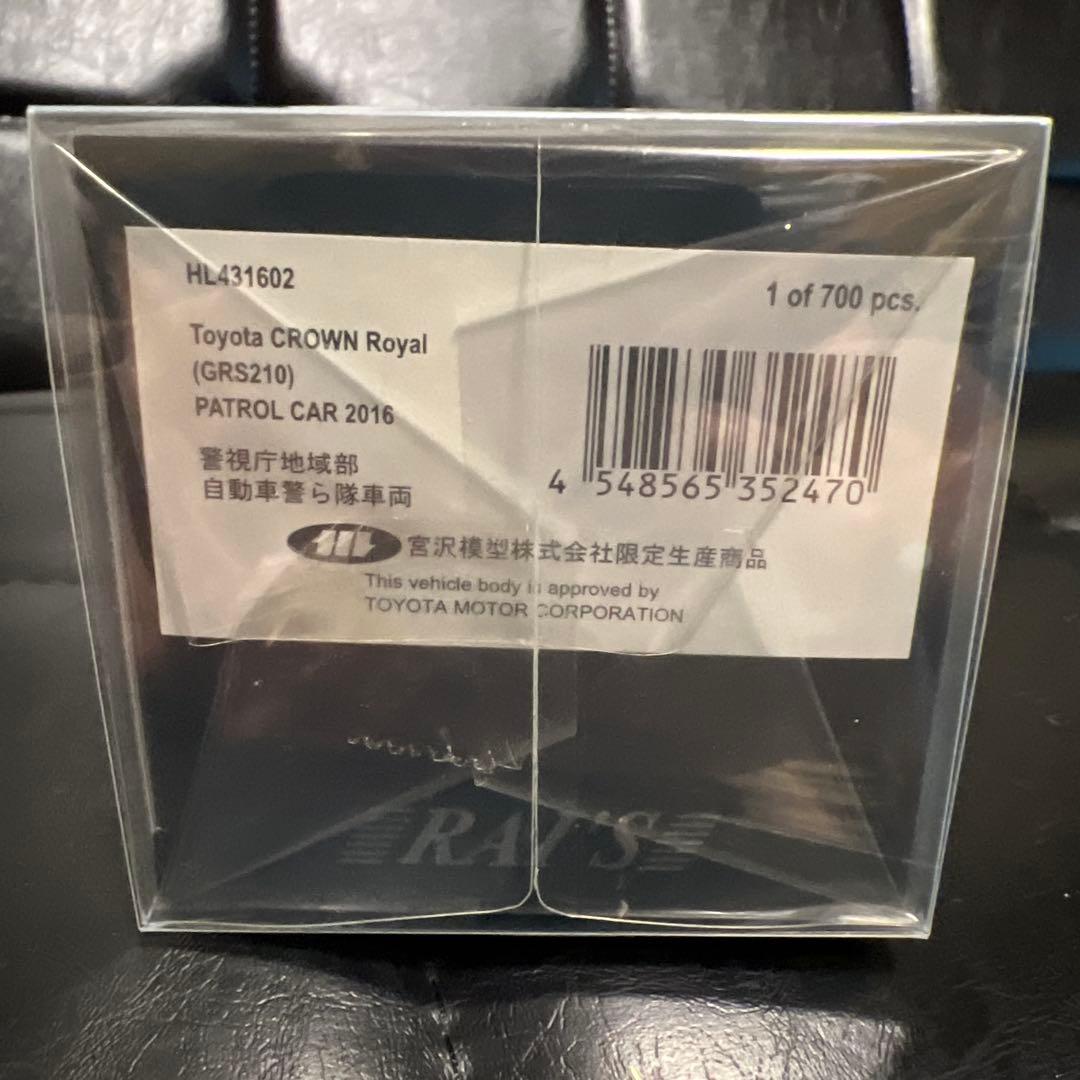 HL431602
1 of 700 pcs.
Toyota CROWN Royal
(GRS210)
PATROL CAR 2016
警視庁地域部
自動車警ら隊車両
4 548565 352470
宮沢模型株式会社限定生産商品
This vehicle body is approved by
TOYOTA MOTOR CORPORATION
RAI'S